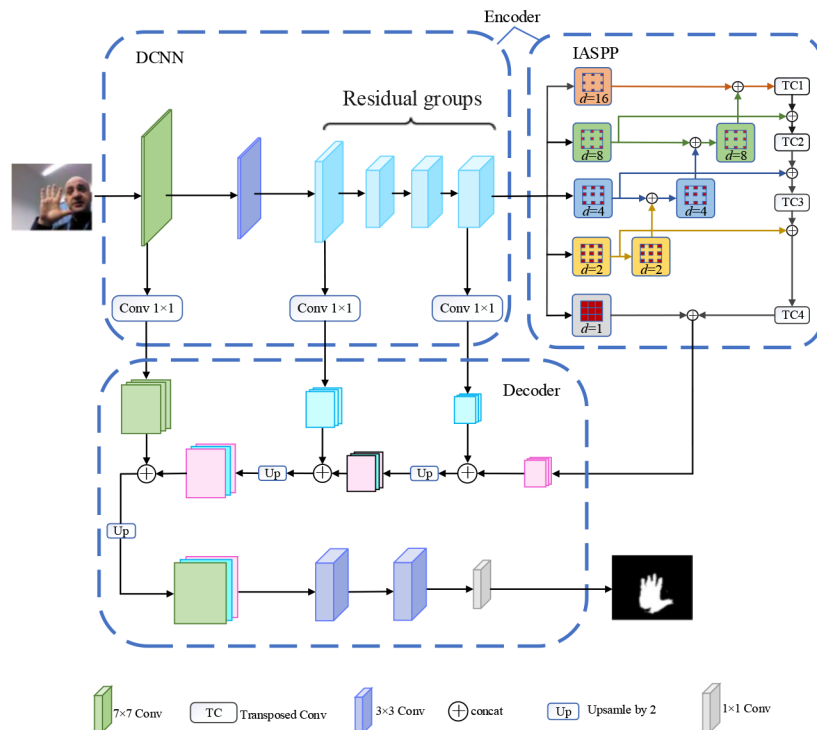 Encoder
DCNN
IASPP
Residual groups
d=16
TC1
d=8
d=8
TC2
d=4
d=4
TC3
d=2
d=2
d=1
TC4
Conv 1×1
Conv 1×1
Conv 1×1
Decoder
Up
Up
Up
7×7 Conv
TC
Transposed Conv
3×3 Conv
concat
Up
Upsamle by 2
1×1 Conv